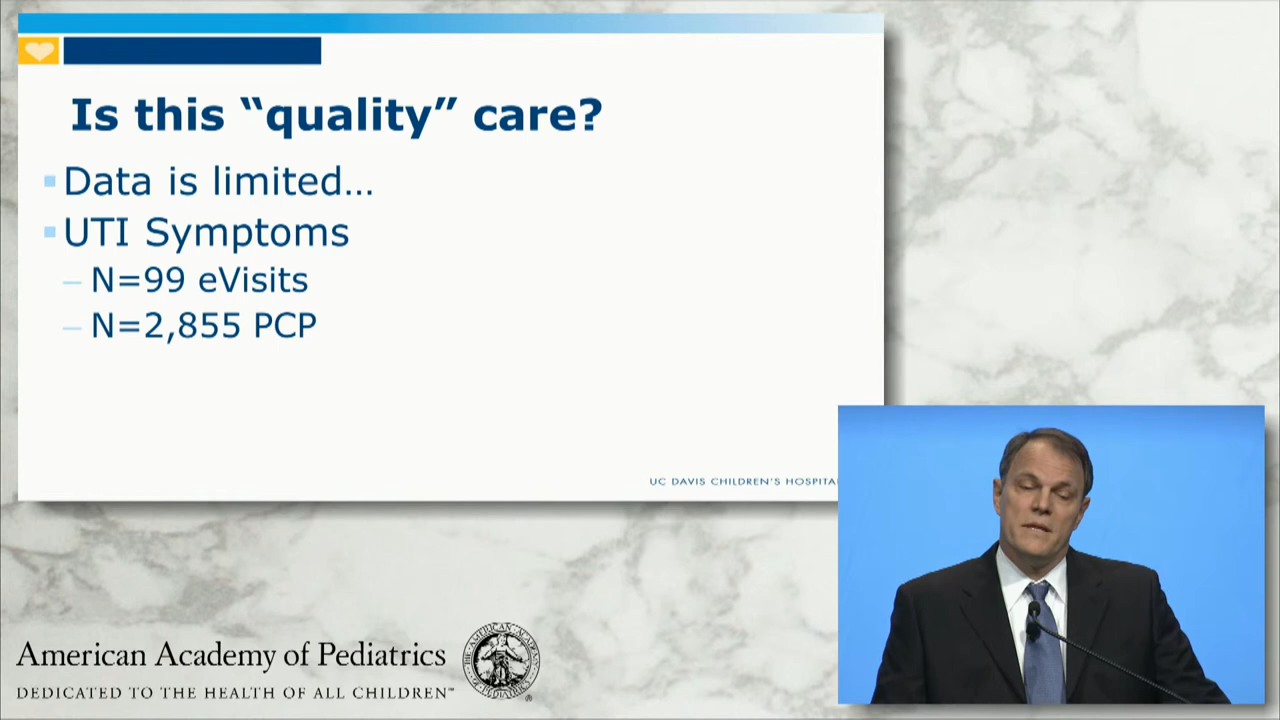 Is this “quality” care?
Data is limited...
UTI Symptoms
– N=99 eVisits
– N=2,855 PCP
UC DAVIS CHILDREN'S HOSPITA
American Academy of Pediatrics
DEDICATED TO THE HEALTH OF ALL CHILDREN™